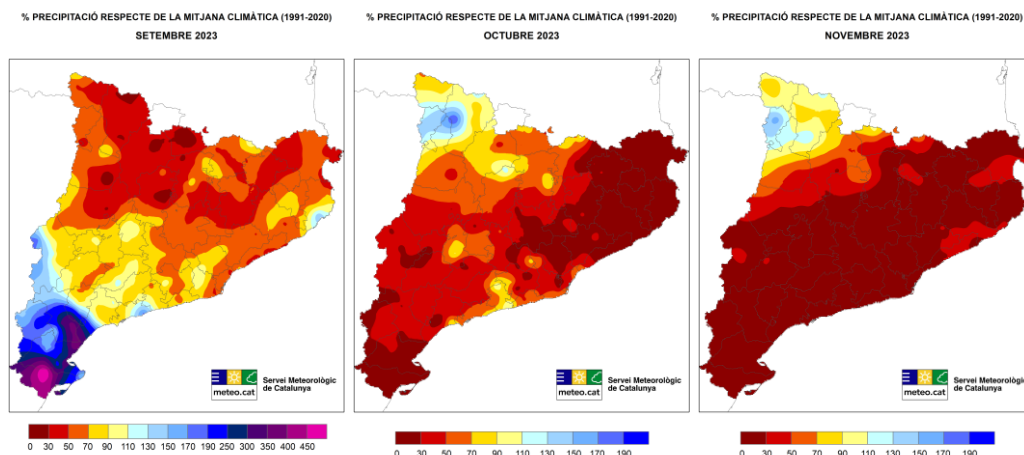 % PRECIPITACIÓ RESPECTE DE LA MITJANA CLIMÀTICA (1991-2020)
SETEMBRE 2023
% PRECIPITACIÓ RESPECTE DE LA MITJANA CLIMÀTICA (1991-2020)
OCTUBRE 2023
% PRECIPITACIÓ RESPECTE DE LA MITJANA CLIMÀTICA (1991-2020)
NOVEMBRE 2023
meteo.cat
Servei Meteorològic
de Catalunya
meteo.cat
Servei Meteorològic
de Catalunya
meteo.cat
Servei Meteorològic
de Catalunya
0 30 50 70 90 110 130 150 170 190 250 300 350 400 450
0 30 50 70 90 110 130 150 170 190
0 30 50 70 90 110 130 150 170 190